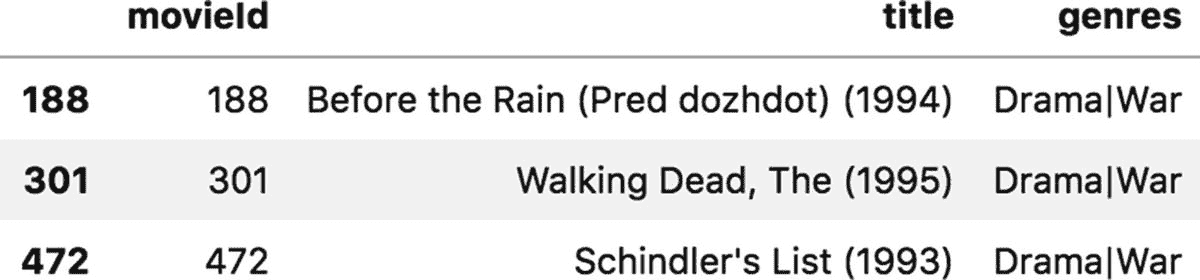 movieId title genres
188 188 Before the Rain (Pred dozhdot) (1994) Drama|War
301 301 Walking Dead, The (1995) Drama|War
472 472 Schindler's List (1993) Drama|War